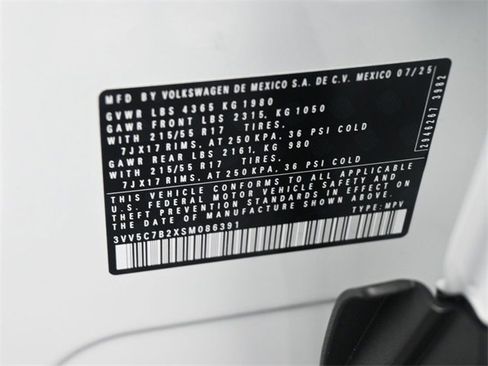 MFD BY VOLKSWAGEN DE MEXICO S.A. DE C.V. MEXICO 07/25
GVWR LBS 4365 KG 1980
GAWR FRONT LBS 2315, KG 1050
WITH 215/55 R17 TIRES.
7JX17 RIMS. AT 250 KPA, 36 PSI COLD
GAWR REAR LBS 2161, KG 980
WITH 215/55 R17 TIRES.
7JX17 RIMS. AT 250 KPA, 36 PSI COLD
THIS VEHICLE CONFORMS TO ALL APPLICABLE
U.S. FEDERAL MOTOR VEHICLE SAFETY AND
THEFT PREVENTION STANDARDS IN EFFECT ON
THE DATE OF MANUFACTURE SHOWN ABOVE.
3VV5C7B2XSM086391 TYPE: MPV
2946267 3982